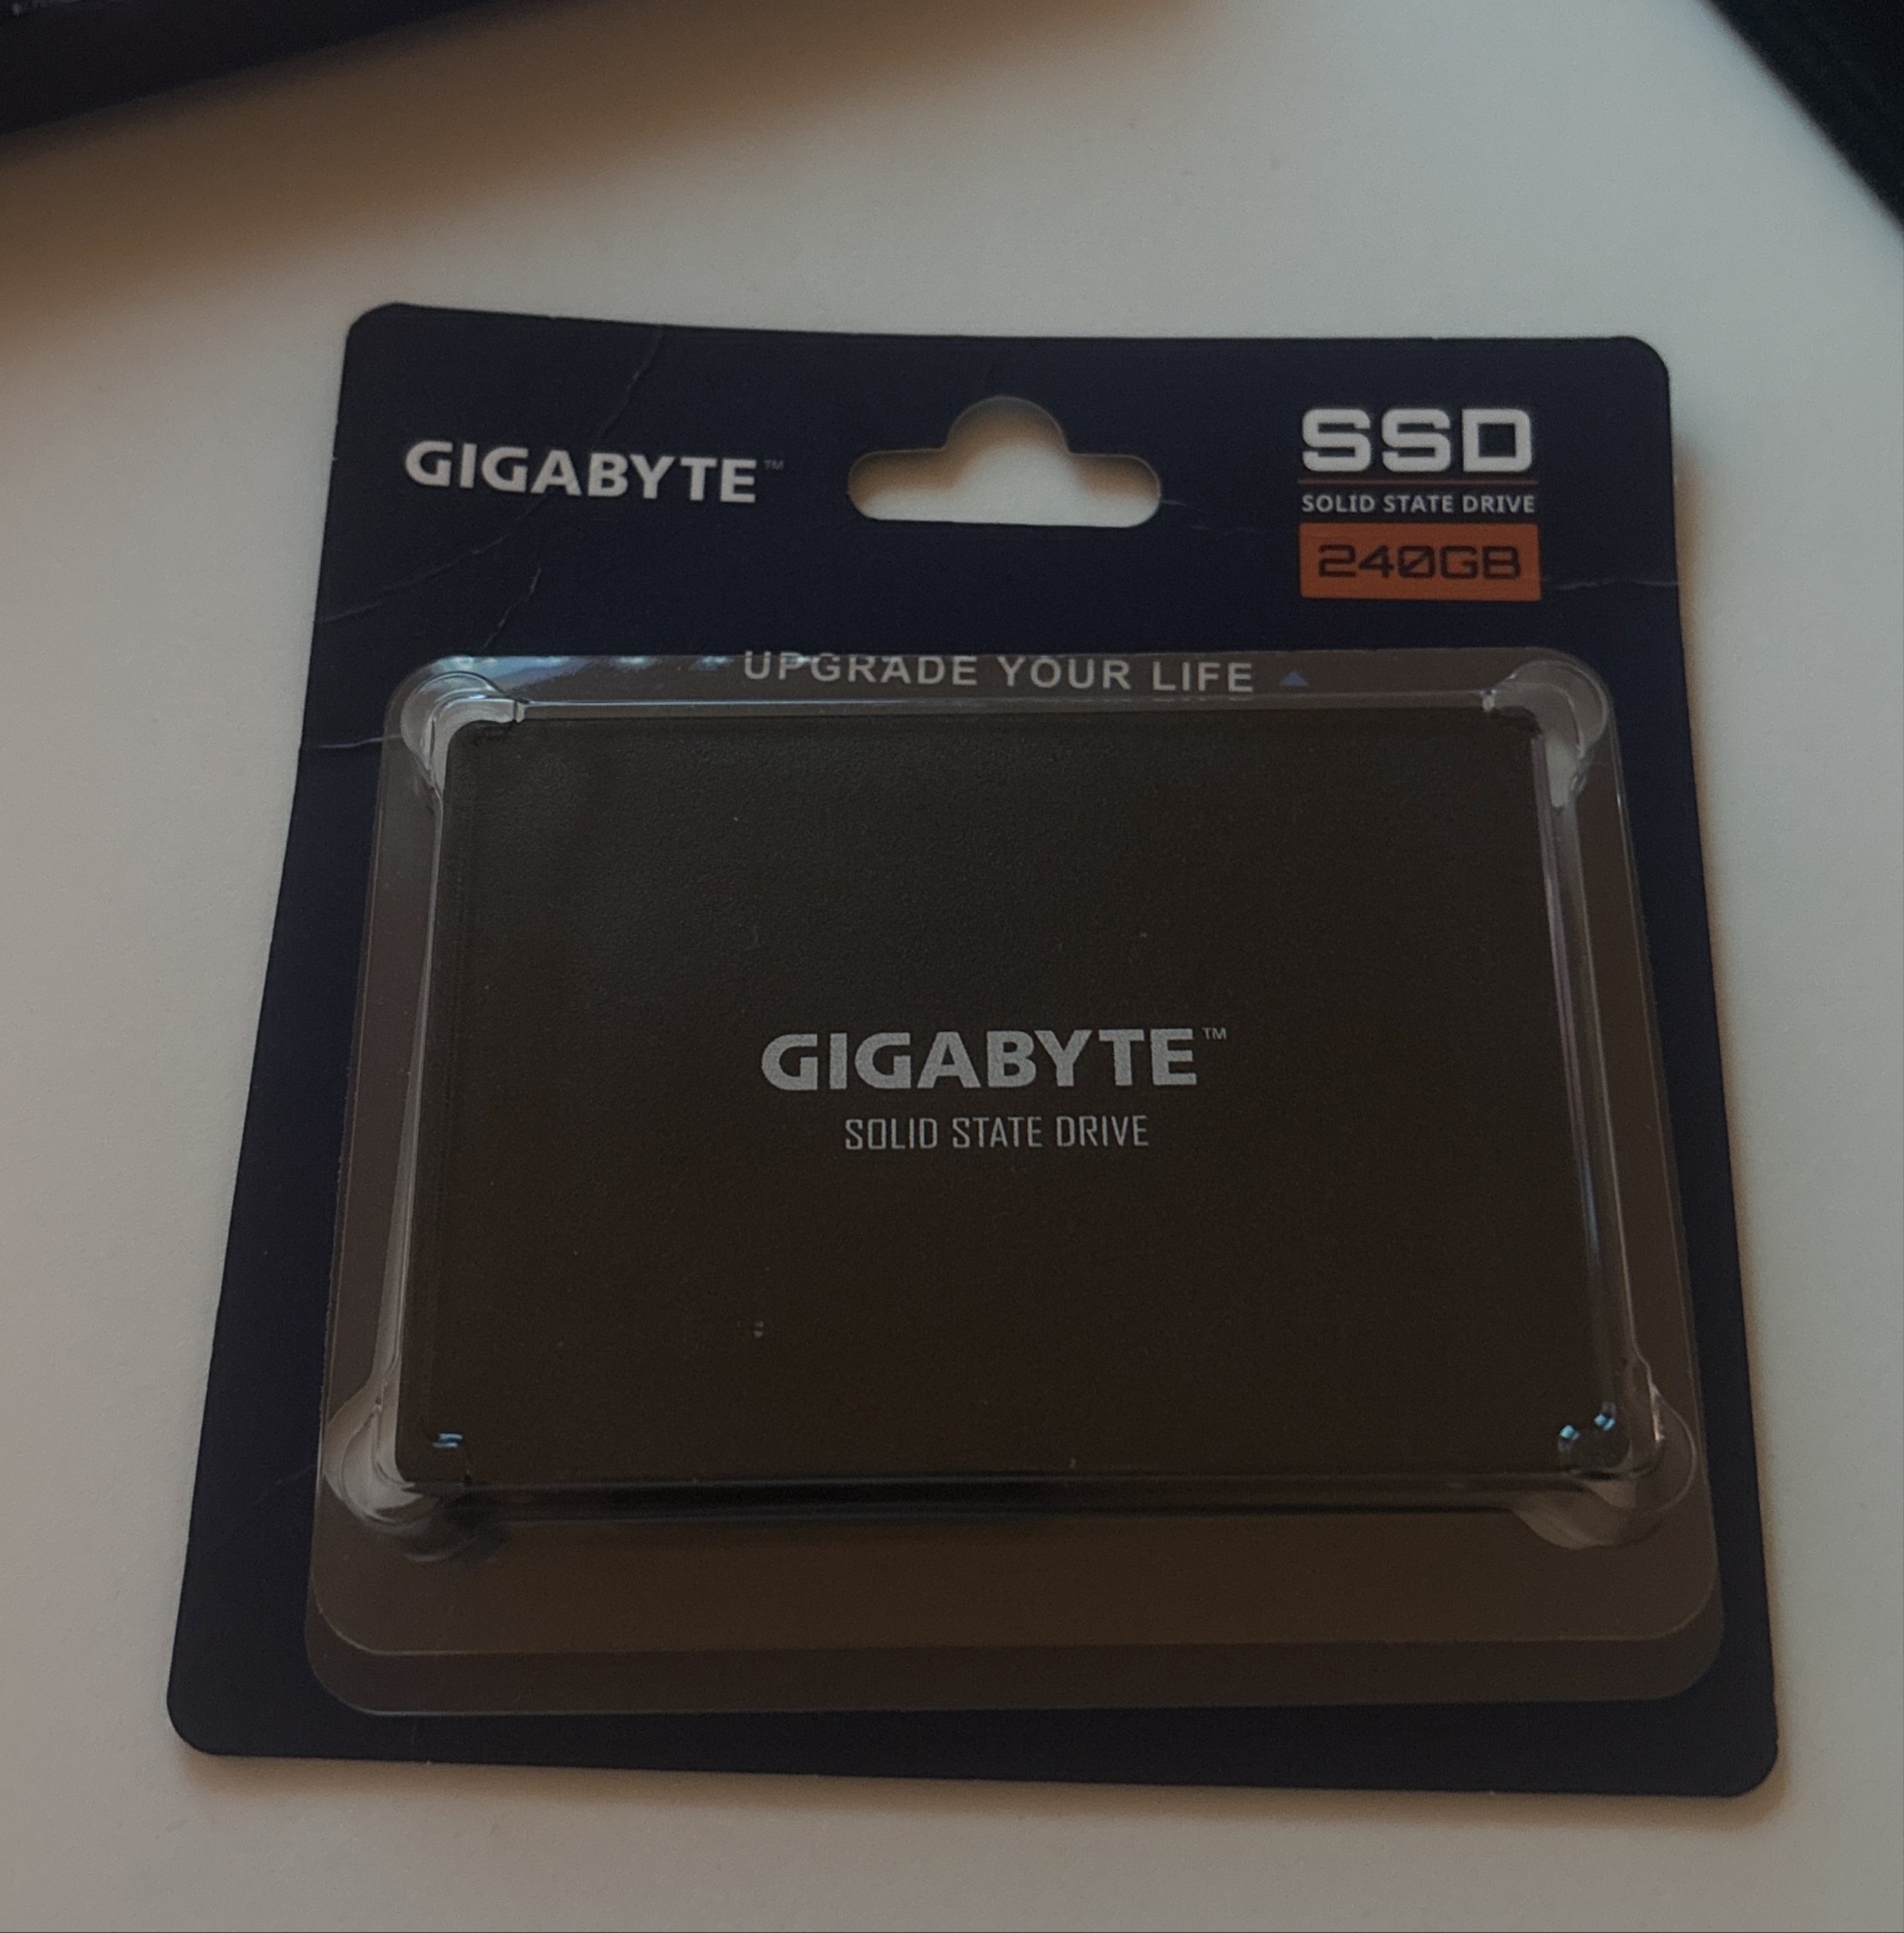 GIGABYTE™
SSD
SOLID STATE DRIVE
240GB
UPGRADE YOUR LIFE
GIGABYTE™
SOLID STATE DRIVE